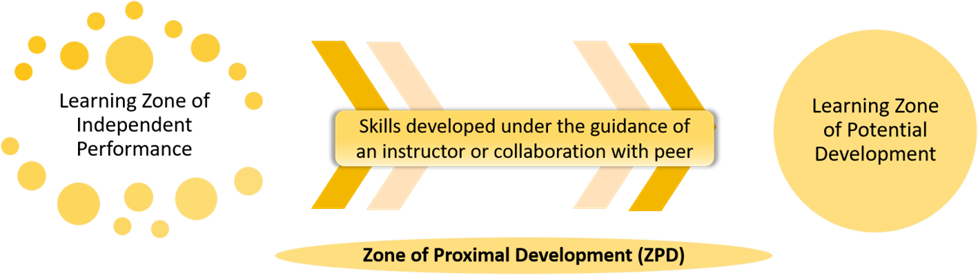 Learning Zone of
Independent
Performance
Skills developed under the guidance of
an instructor or collaboration with peer
Learning Zone
of Potential
Development
Zone of Proximal Development (ZPD)